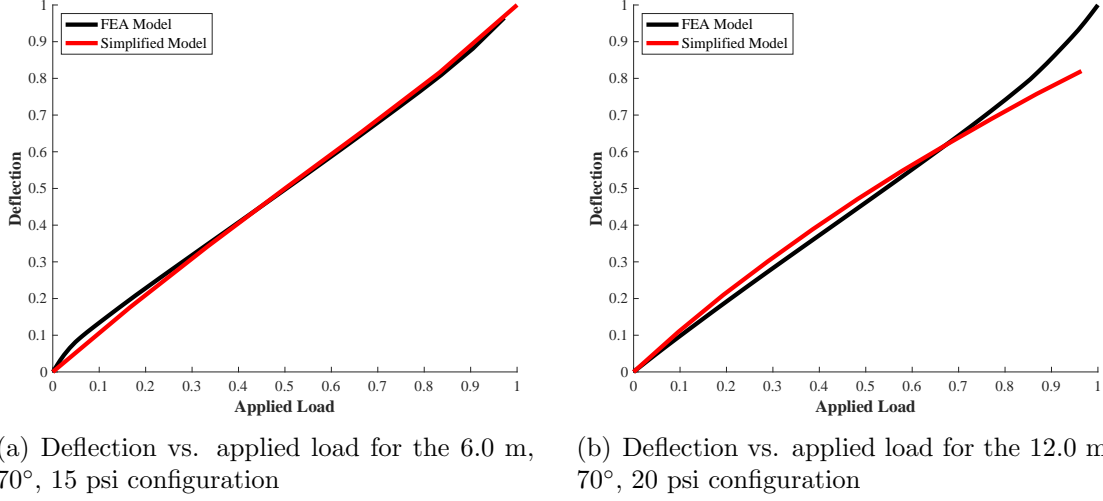 FEA Model
Simplified Model
1
0.9
0.8
0.7
0.6
0.5
0.4
0.3
0.2
0.1
0
Deflection
0 0.1 0.2 0.3 0.4 0.5 0.6 0.7 0.8 0.9 1
Applied Load
(a) Deflection vs. applied load for the 6.0 m,
70°, 15 psi configuration
FEA Model
Simplified Model
1
0.9
0.8
0.7
0.6
0.5
0.4
0.3
0.2
0.1
0
Deflection
0 0.1 0.2 0.3 0.4 0.5 0.6 0.7 0.8 0.9 1
Applied Load
(b) Deflection vs. applied load for the 12.0 m
70°, 20 psi configuration